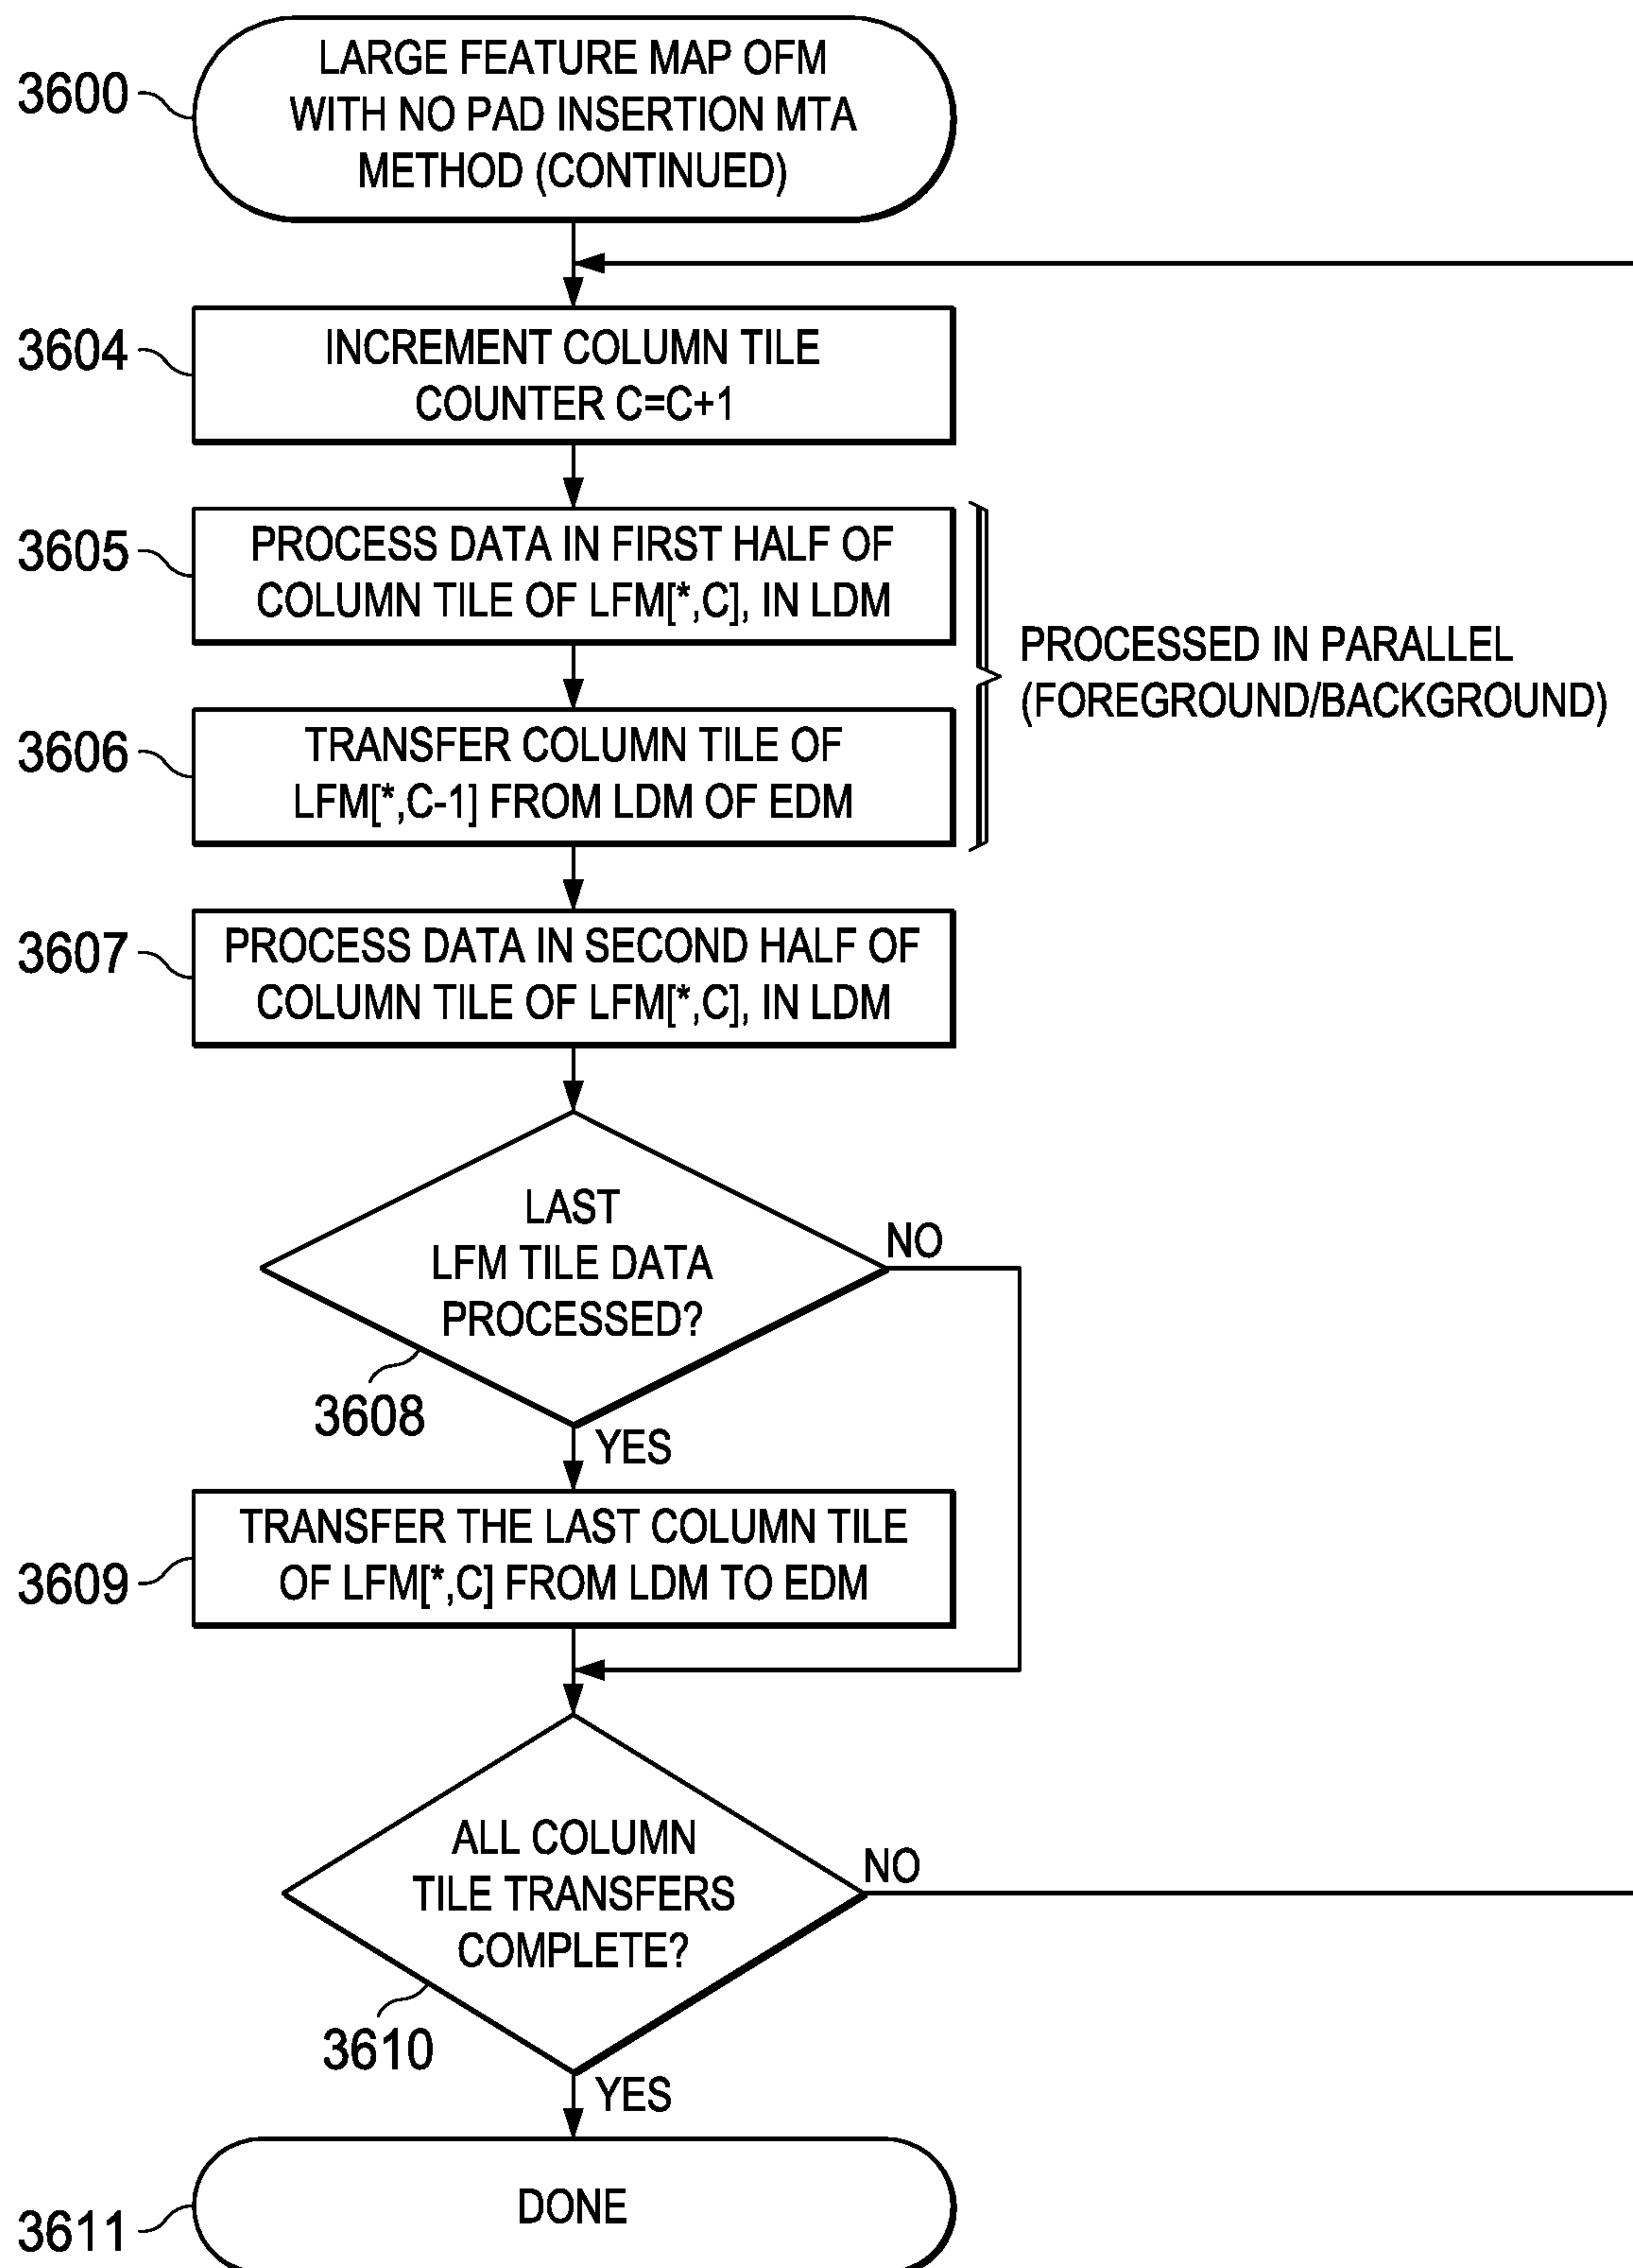 3600
LARGE FEATURE MAP OFM
WITH NO PAD INSERTION MTA
METHOD (CONTINUED)
3604
INCREMENT COLUMN TILE
COUNTER C=C+1
3605
PROCESS DATA IN FIRST HALF OF
COLUMN TILE OF LFM[*,C], IN LDM
3606
TRANSFER COLUMN TILE OF
LFM[*,C-1] FROM LDM OF EDM
PROCESSED IN PARALLEL
(FOREGROUND/BACKGROUND)
3607
PROCESS DATA IN SECOND HALF OF
COLUMN TILE OF LFM[*,C], IN LDM
LAST
LFM TILE DATA
PROCESSED?
NO
3608
YES
3609
TRANSFER THE LAST COLUMN TILE
OF LFM[*,C] FROM LDM TO EDM
ALL COLUMN
TILE TRANSFERS
COMPLETE?
NO
3610
YES
3611
DONE